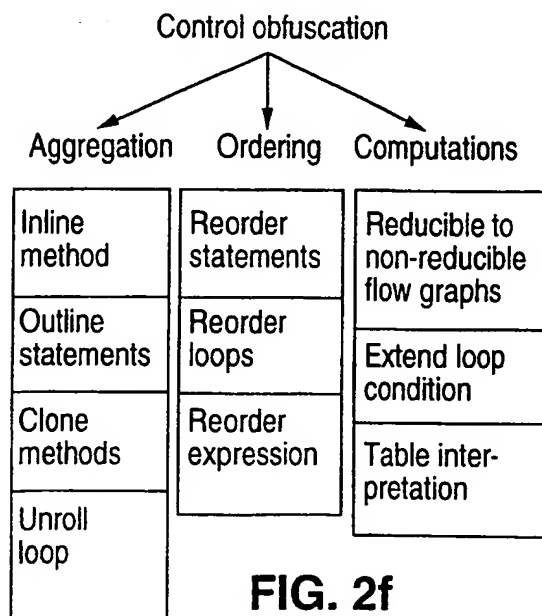 Control obfuscation
Aggregation
Ordering
Computations
Inline
method
Outline
statements
Clone
methods
Unroll
loop
Reorder
statements
Reorder
loops
Reorder
expression
Reducible to
non-reducible
flow graphs
Extend loop
condition
Table inter-
pretation
FIG. 2f